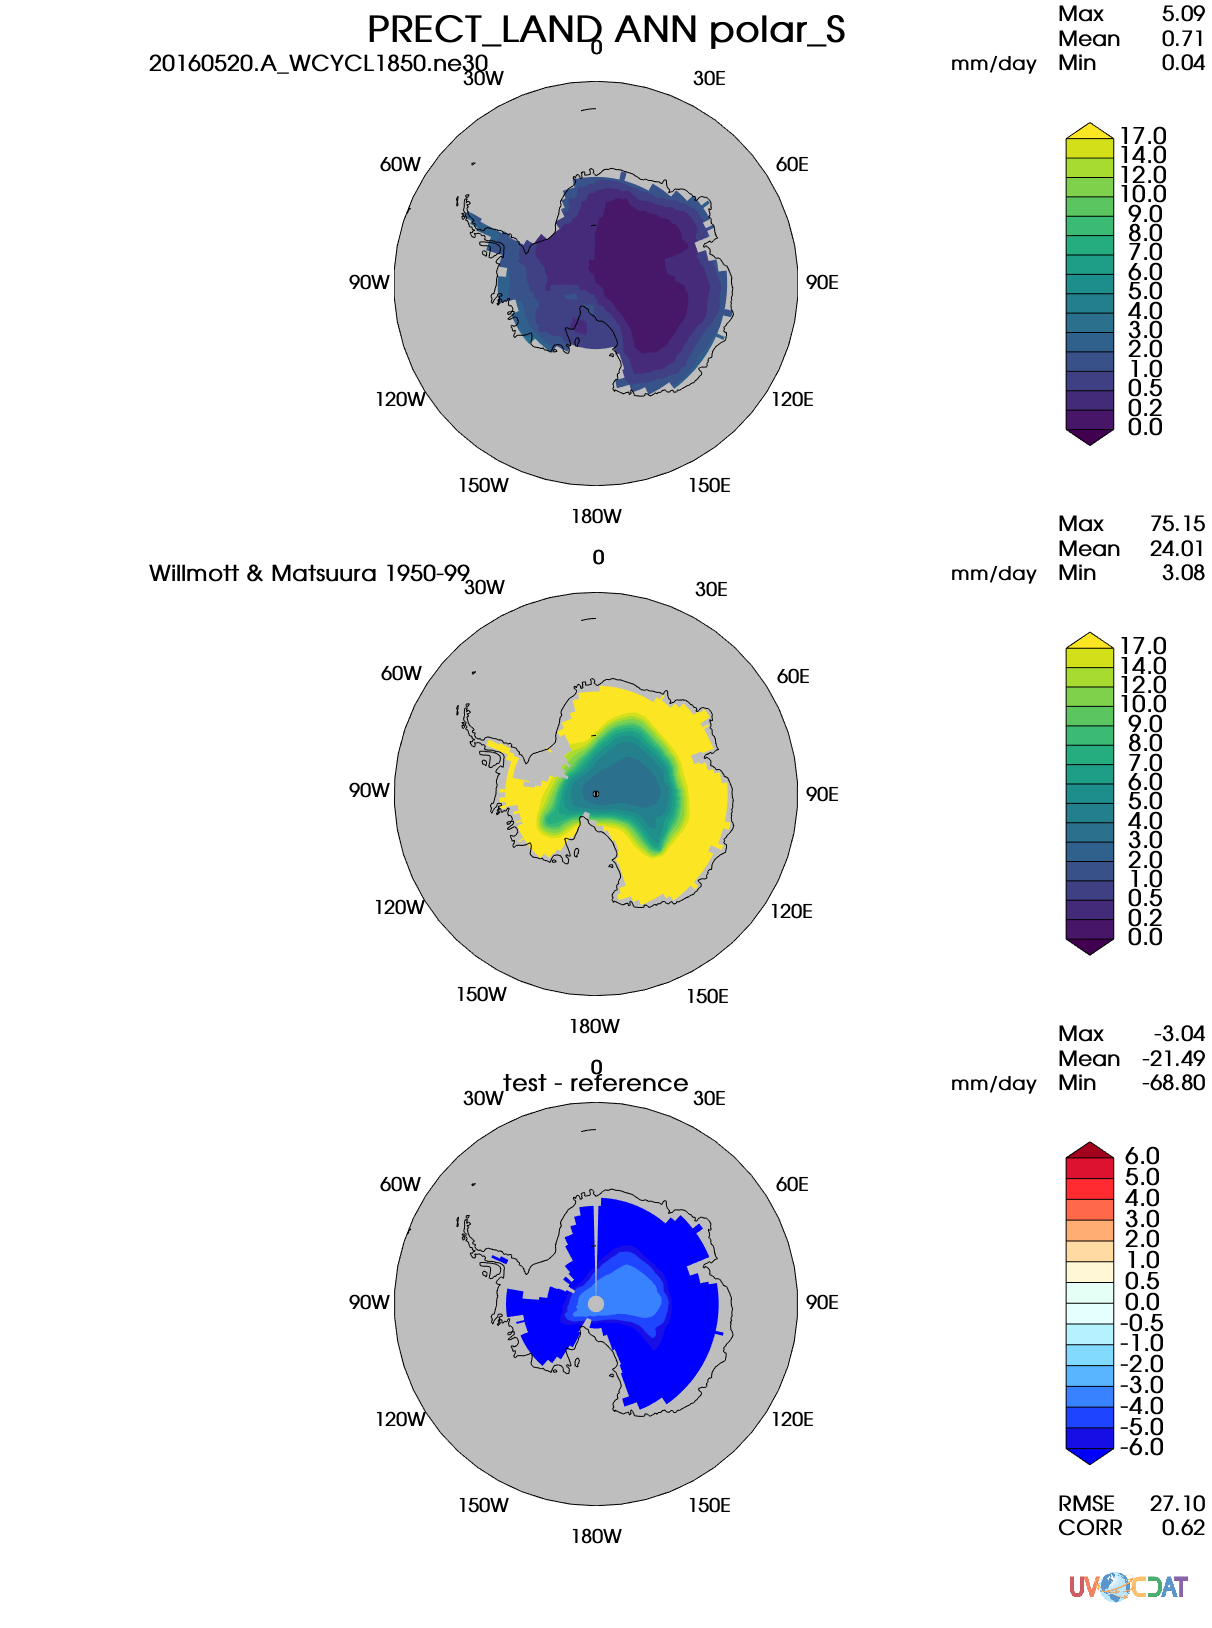 PRECT_LAND ANN polar_S
20160520.A_WCYCL1850.ne30
mm/day
Max 5.09
Mean 0.71
Min 0.04
0
30W
30E
60W
60E
90W
90E
120W
120E
150W
150E
180W
17.0
14.0
12.0
10.0
9.0
8.0
7.0
6.0
5.0
4.0
3.0
2.0
1.0
0.5
0.2
0.0
Willmott & Matsuura 1950-99
mm/day
Max 75.15
Mean 24.01
Min 3.08
0
30W
30E
60W
60E
90W
90E
120W
120E
150W
150E
180W
17.0
14.0
12.0
10.0
9.0
8.0
7.0
6.0
5.0
4.0
3.0
2.0
1.0
0.5
0.2
0.0
test - reference
mm/day
Max -3.04
Mean -21.49
Min -68.80
0
30W
30E
60W
60E
90W
90E
120W
120E
150W
150E
180W
6.0
5.0
4.0
3.0
2.0
1.0
0.5
0.0
-0.5
-1.0
-2.0
-3.0
-4.0
-5.0
-6.0
RMSE 27.10
CORR 0.62
UV CDAT